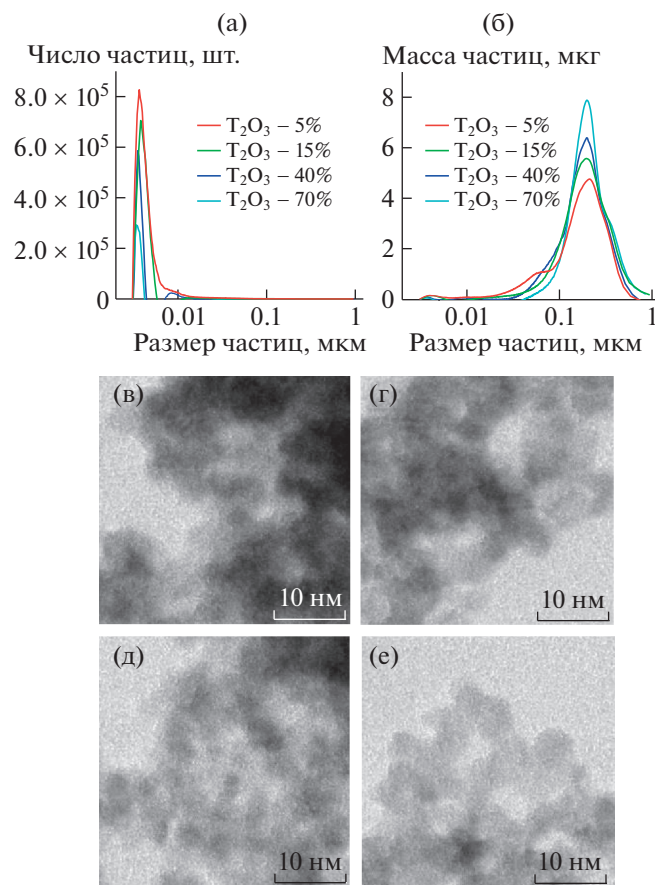 (а)
Число частиц, шт.
8.0 × 10⁵
6.0 × 10⁵
4.0 × 10⁵
2.0 × 10⁵
0
T₂O₃ – 5%
T₂O₃ – 15%
T₂O₃ – 40%
T₂O₃ – 70%
0.01 0.1 1
Размер частиц, мкм
(б)
Масса частиц, мкг
8
6
4
2
0
T₂O₃ – 5%
T₂O₃ – 15%
T₂O₃ – 40%
T₂O₃ – 70%
0.01 0.1 1
Размер частиц, мкм
(в)
10 нм
(г)
10 нм
(д)
10 нм
(е)
10 нм